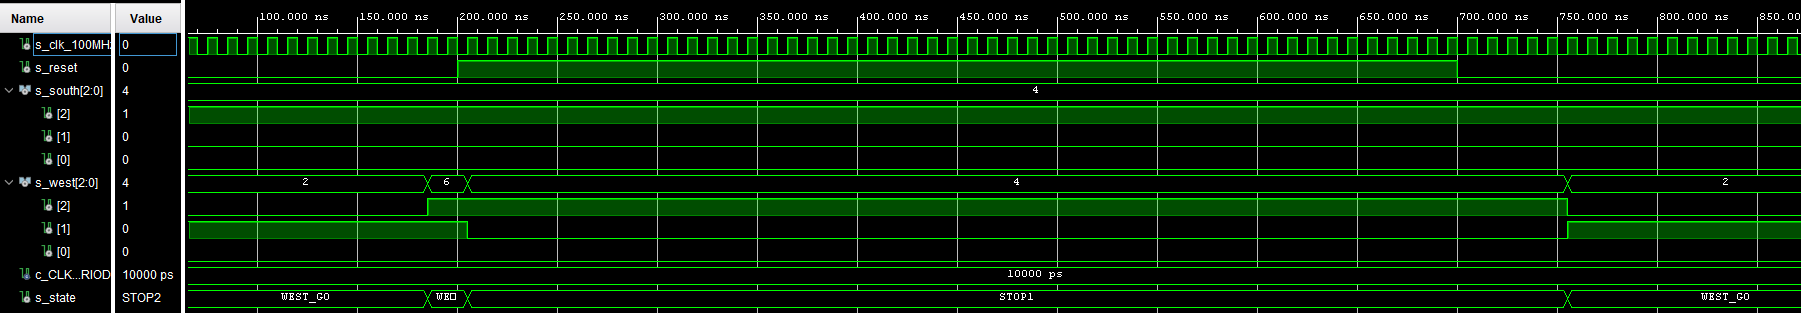 Name Value 100.000 ns 150.000 ns 200.000 ns 250.000 ns 300.000 ns 350.000 ns 400.000 ns 450.000 ns 500.000 ns 550.000 ns 600.000 ns 650.000 ns 700.000 ns 750.000 ns 800.000 ns 850.00
s_clk_100MH 0
s_reset 0
s_south[2:0] 4 4
[2] 1
[1] 0
[0] 0
s_west[2:0] 4 2 6 4 2
[2] 1
[1] 0
[0] 0
c_CLK...RIOD 10000 ps 10000 ps
s_state STOP2 WEST_GO WE□ STOP1 WEST_GO